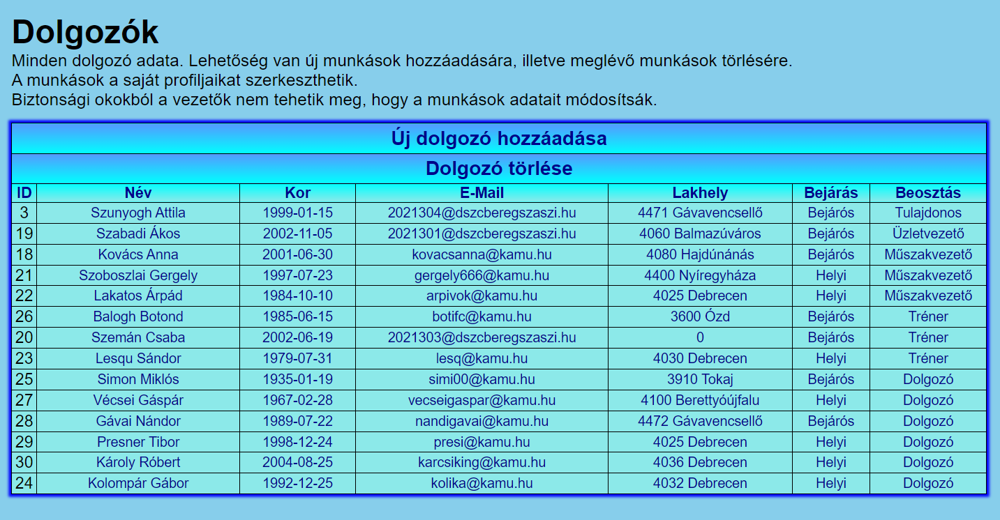 Dolgozók
Minden dolgozó adata. Lehetőség van új munkások hozzáadására, illetve meglévő munkások törlésére.
A munkások a saját profiljaikat szerkeszthetik.
Biztonsági okokból a vezetők nem tehetik meg, hogy a munkások adatait módosítsák.
Új dolgozó hozzáadása
Dolgozó törlése
ID Név Kor E-Mail Lakhely Bejárás Beosztás
3 Szunyogh Attila 1999-01-15 2021304@dszcberegszaszi.hu 4471 Gávavencsellő Bejárós Tulajdonos
19 Szabadi Ákos 2002-11-05 2021301@dszcberegszaszi.hu 4060 Balmazúváros Bejárós Üzletvezető
18 Kovács Anna 2001-06-30 kovacsanna@kamu.hu 4080 Hajdúnánás Bejárós Műszakvezető
21 Szoboszlai Gergely 1997-07-23 gergely666@kamu.hu 4400 Nyíregyháza Helyi Műszakvezető
22 Lakatos Árpád 1984-10-10 arpivok@kamu.hu 4025 Debrecen Helyi Műszakvezető
26 Balogh Botond 1985-06-15 botifc@kamu.hu 3600 Ózd Bejárós Tréner
20 Szemán Csaba 2002-06-19 2021303@dszcberegszaszi.hu 0 Bejárós Tréner
23 Lesqu Sándor 1979-07-31 lesq@kamu.hu 4030 Debrecen Helyi Tréner
25 Simon Miklós 1935-01-19 simi00@kamu.hu 3910 Tokaj Bejárós Dolgozó
27 Vécsei Gáspár 1967-02-28 vecseigaspar@kamu.hu 4100 Berettyóújfalu Helyi Dolgozó
28 Gávai Nándor 1989-07-22 nandigavai@kamu.hu 4472 Gávavencsellő Bejárós Dolgozó
29 Presner Tibor 1998-12-24 presi@kamu.hu 4025 Debrecen Helyi Dolgozó
30 Károly Róbert 2004-08-25 karcsiking@kamu.hu 4036 Debrecen Helyi Dolgozó
24 Kolompár Gábor 1992-12-25 kolika@kamu.hu 4032 Debrecen Helyi Dolgozó